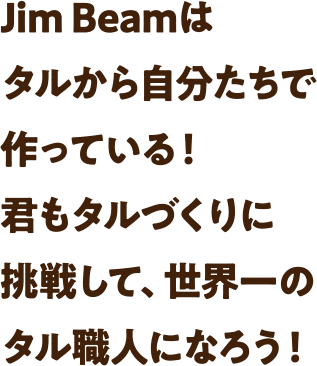 Jim Beamは
タルから自分たちで
作っている！
君もタルづくりに
挑戦して、世界一の
タル職人になろう！